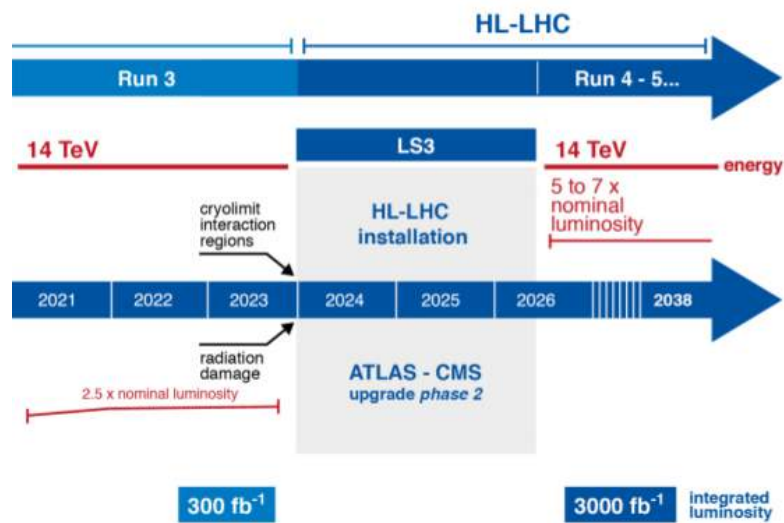 HL-LHC
Run 3
Run 4 - 5...
14 TeV
LS3
14 TeV
energy
5 to 7 x
nominal
luminosity
cryolimit
interaction
regions
HL-LHC
installation
2021 2022 2023 2024 2025 2026 2038
radiation
damage
2.5 x nominal luminosity
ATLAS - CMS
upgrade phase 2
300 fb⁻¹
3000 fb⁻¹
integrated
luminosity